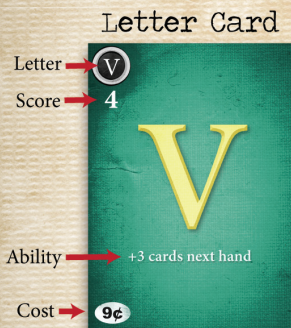 Letter Card
Letter
V
Score
4
V
Ability
+3 cards next hand
Cost
9¢